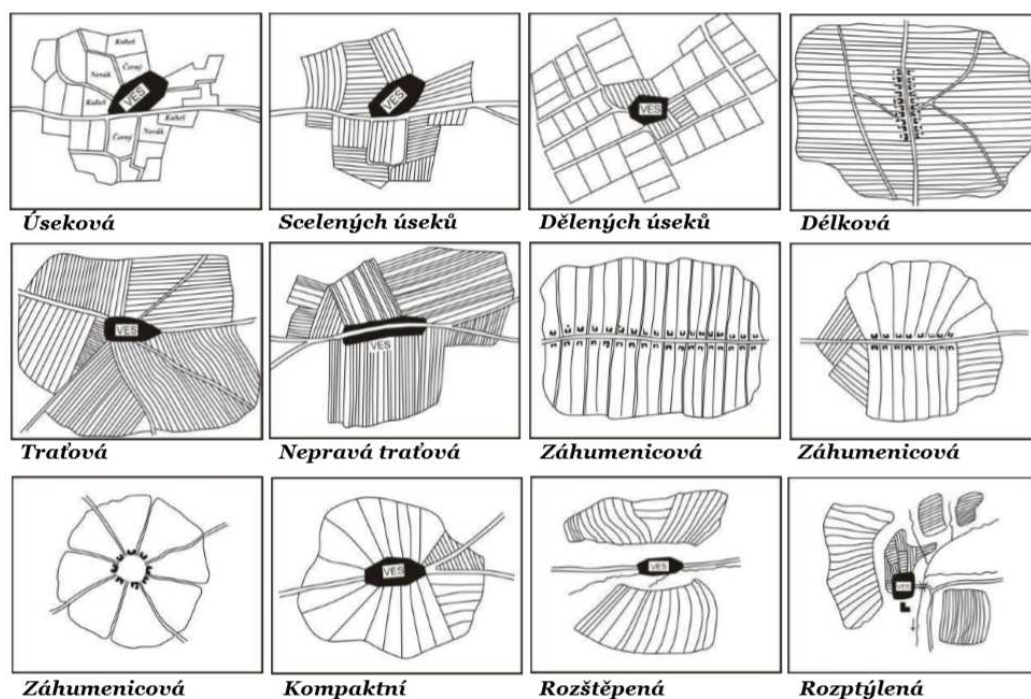 Kubeš
Novák
Černý
VES
Kubeš
Kubeš
Černý
Novák
VES
VES
Úseková
Scelených úseků
Dělených úseků
Délková
VES
VES
Traťová
Nepravá traťová
Záhumenicová
Záhumenicová
VES
VES
VES
Záhumenicová
Kompaktní
Rozštěpená
Rozptýlená